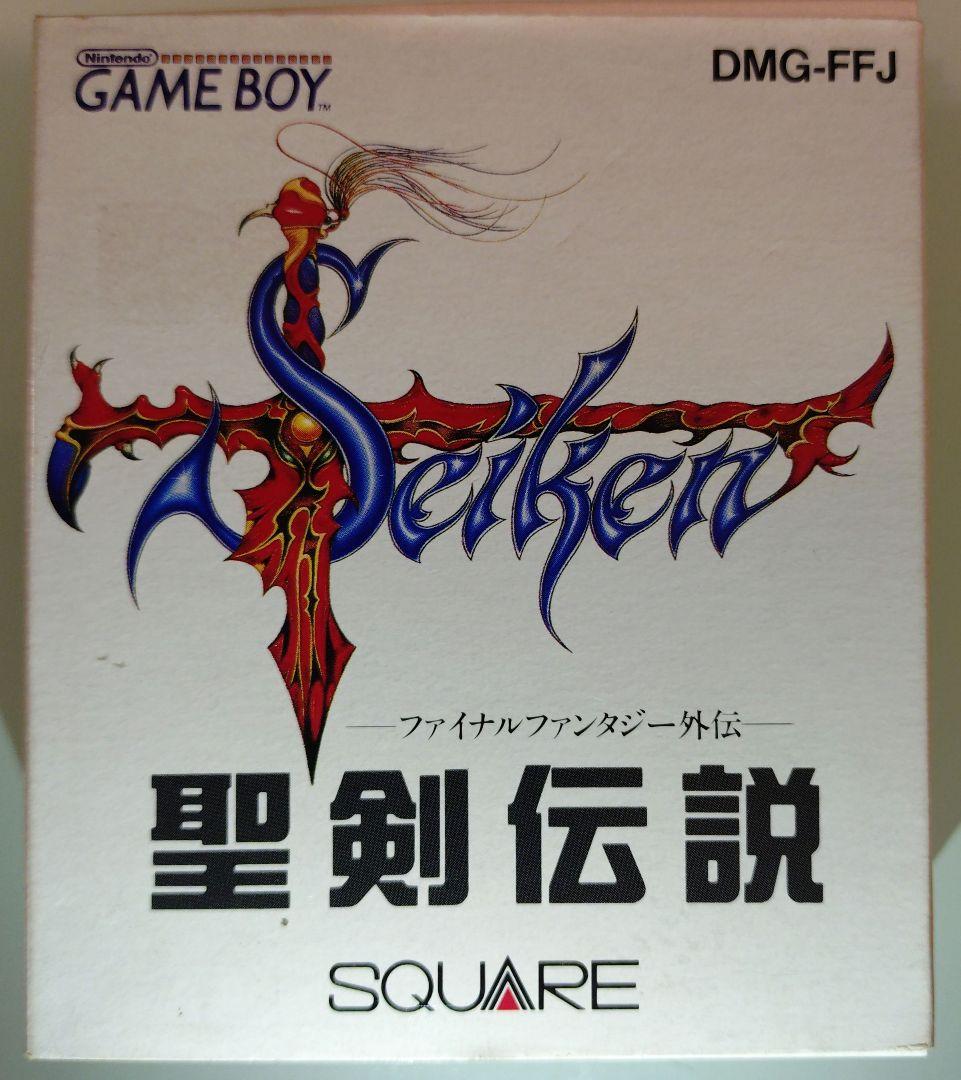 Nintendo
GAME BOY™
DMG-FFJ
Seiken
―ファイナルファンタジー外伝―
聖剣伝説
SQUARE